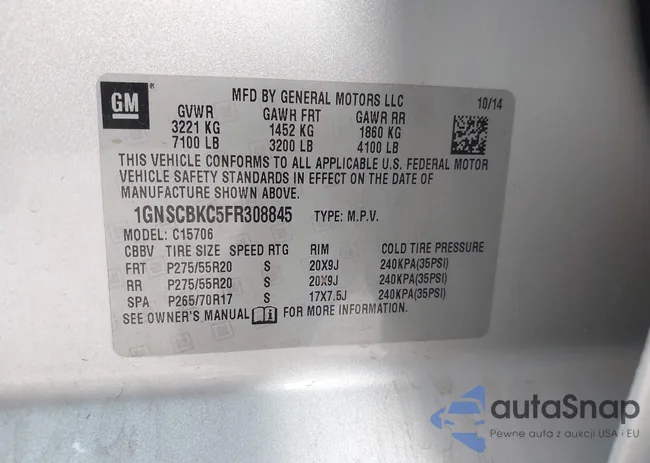 GM
MFD BY GENERAL MOTORS LLC 10/14
GVWR GAWR FRT GAWR RR
3221 KG 1452 KG 1860 KG
7100 LB 3200 LB 4100 LB
THIS VEHICLE CONFORMS TO ALL APPLICABLE U.S. FEDERAL MOTOR
VEHICLE SAFETY STANDARDS IN EFFECT ON THE DATE OF
MANUFACTURE SHOWN ABOVE.
1GNSCBKC5FR308845 TYPE: M.P.V.
MODEL: C15706
CBBV TIRE SIZE SPEED RTG RIM COLD TIRE PRESSURE
FRT P275/55R20 S 20X9J 240KPA(35PSI)
RR P275/55R20 S 20X9J 240KPA(35PSI)
SPA P265/70R17 S 17X7.5J 240KPA(35PSI)
SEE OWNER'S MANUAL FOR MORE INFORMATION.
autaSnap
Pewne auta z aukcji USA i EU